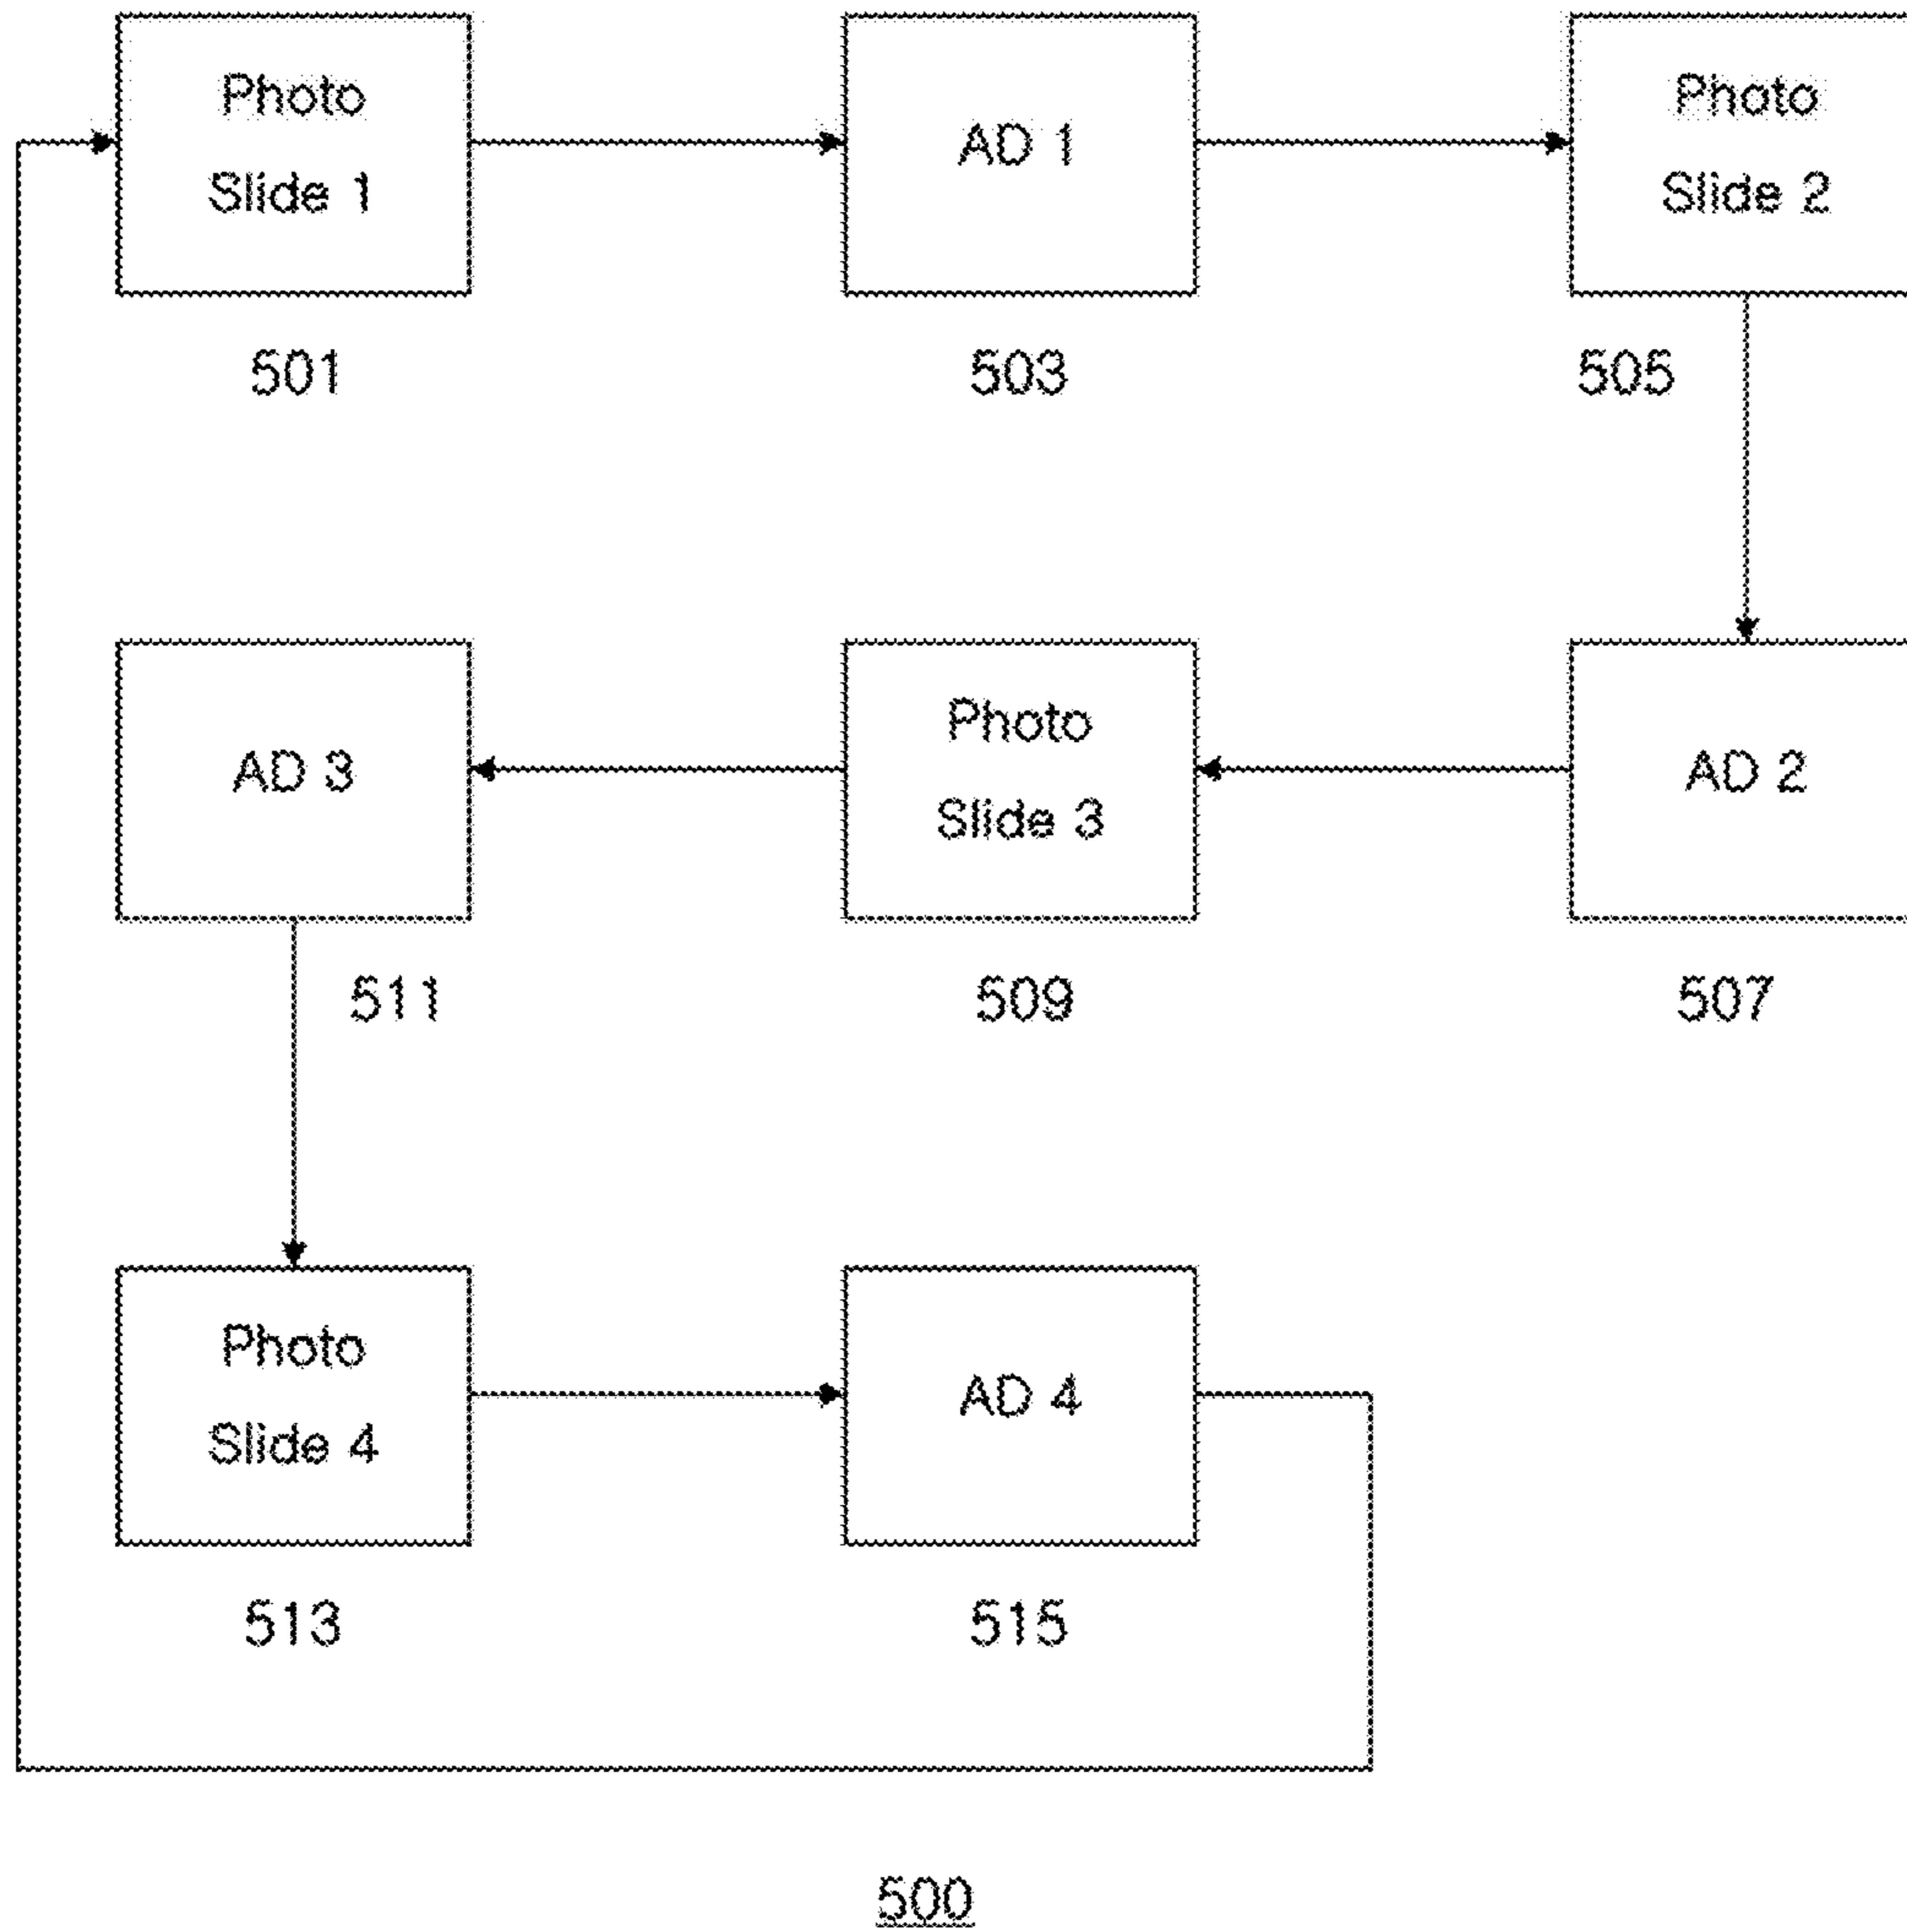 Photo
Slide 1
AD 1
Photo
Slide 2
501
503
505
AD 3
Photo
Slide 3
AD 2
511
509
507
Photo
Slide 4
AD 4
513
515
500